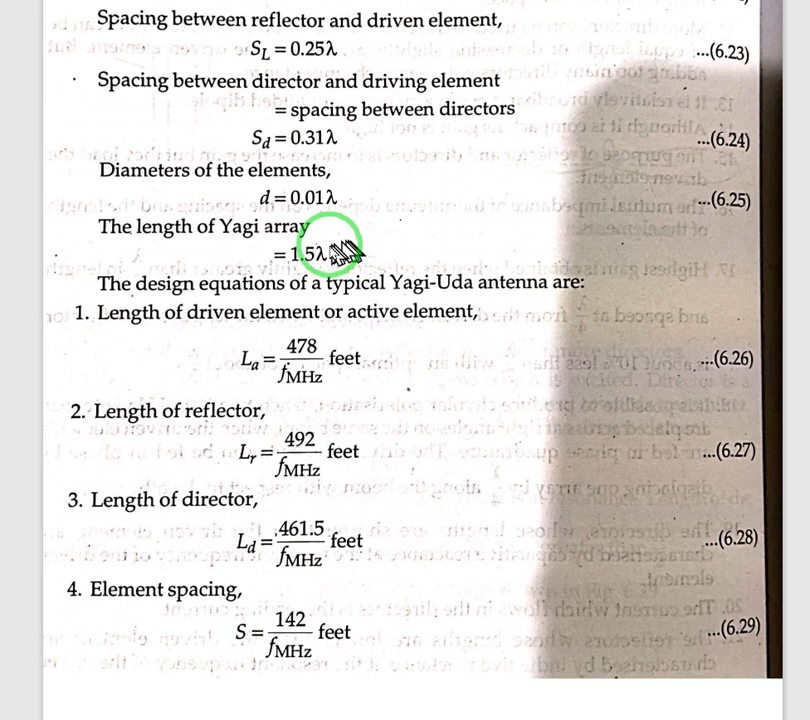 Spacing between reflector and driven element,
S_L = 0.25λ ...(6.23)
Spacing between director and driving element
= spacing between directors
S_d = 0.31λ ...(6.24)
Diameters of the elements,
d = 0.01λ ...(6.25)
The length of Yagi array
= 1.5λ
The design equations of a typical Yagi-Uda antenna are:
1. Length of driven element or active element,
L_a = 478/f_MHz feet ...(6.26)
2. Length of reflector,
L_r = 492/f_MHz feet ...(6.27)
3. Length of director,
L_d = 461.5/f_MHz feet ...(6.28)
4. Element spacing,
S = 142/f_MHz feet ...(6.29)